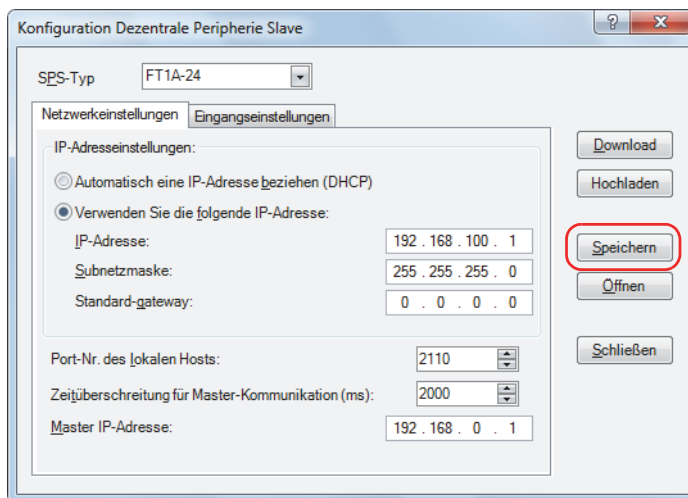 Konfiguration Dezentrale Peripherie Slave
SPS-Typ FT1A-24
Netzwerkeinstellungen Eingangseinstellungen
IP-Adresseinstellungen:
Automatisch eine IP-Adresse beziehen (DHCP)
Verwenden Sie die folgende IP-Adresse:
IP-Adresse: 192 . 168 . 100 . 1
Subnetzmaske: 255 . 255 . 255 . 0
Standard-gateway: 0 . 0 . 0 . 0
Port-Nr. des lokalen Hosts: 2110
Zeitüberschreitung für Master-Kommunikation (ms): 2000
Master IP-Adresse: 192 . 168 . 0 . 1
Download
Hochladen
Speichern
Öffnen
Schließen